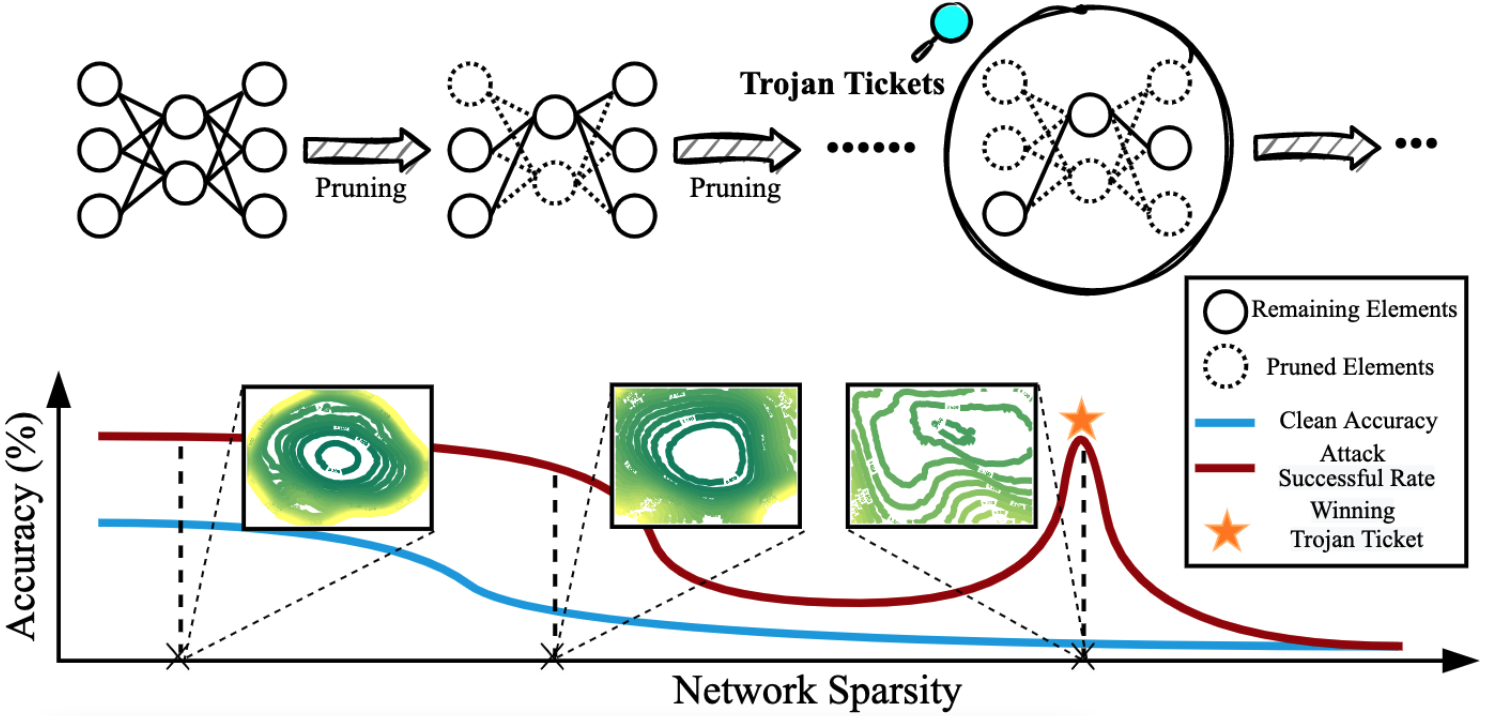 Trojan Tickets
Pruning
Pruning
Remaining Elements
Pruned Elements
Clean Accuracy
Attack
Successful Rate
Winning
Trojan Ticket
Accuracy (%)
Network Sparsity